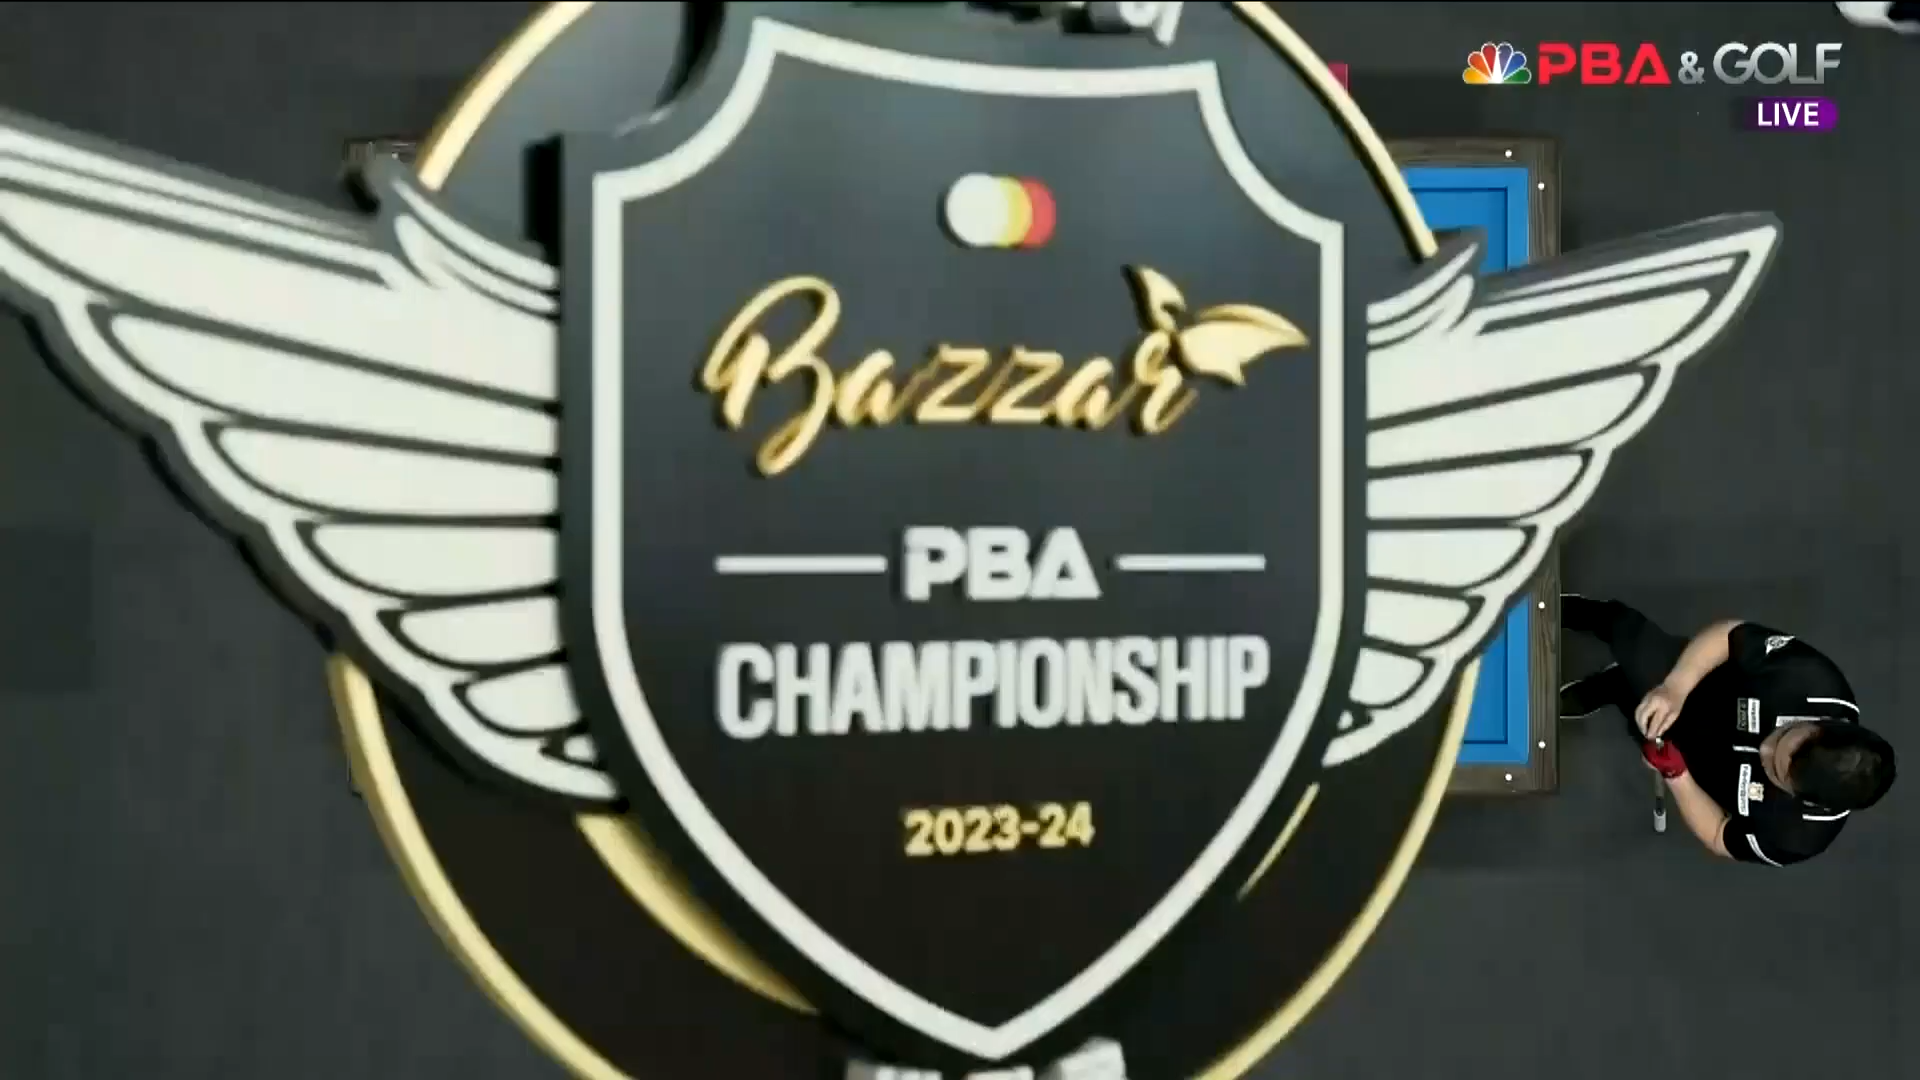 PBA & GOLF
LIVE
Bazzar
PBA
CHAMPIONSHIP
2023-24